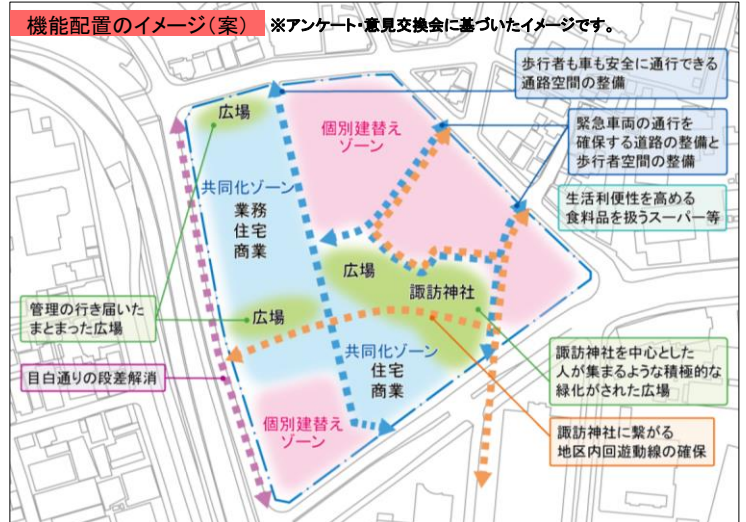 機能配置のイメージ(案)
※アンケート・意見交換会に基づいたイメージです。
歩行者も車も安全に通行できる
通路空間の整備
広場
個別建替え
ゾーン
緊急車両の通行を
確保する道路の整備と
歩行者空間の整備
共同化ゾーン
業務
住宅
商業
生活利便性を高める
食料品を扱うスーパー等
広場
諏訪神社
管理の行き届いた
まとまった広場
広場
諏訪神社を中心とした
人が集まるような積極的な
緑化がされた広場
共同化ゾーン
住宅
商業
目白通りの段差解消
個別建替え
ゾーン
諏訪神社に繋がる
地区内回遊動線の確保